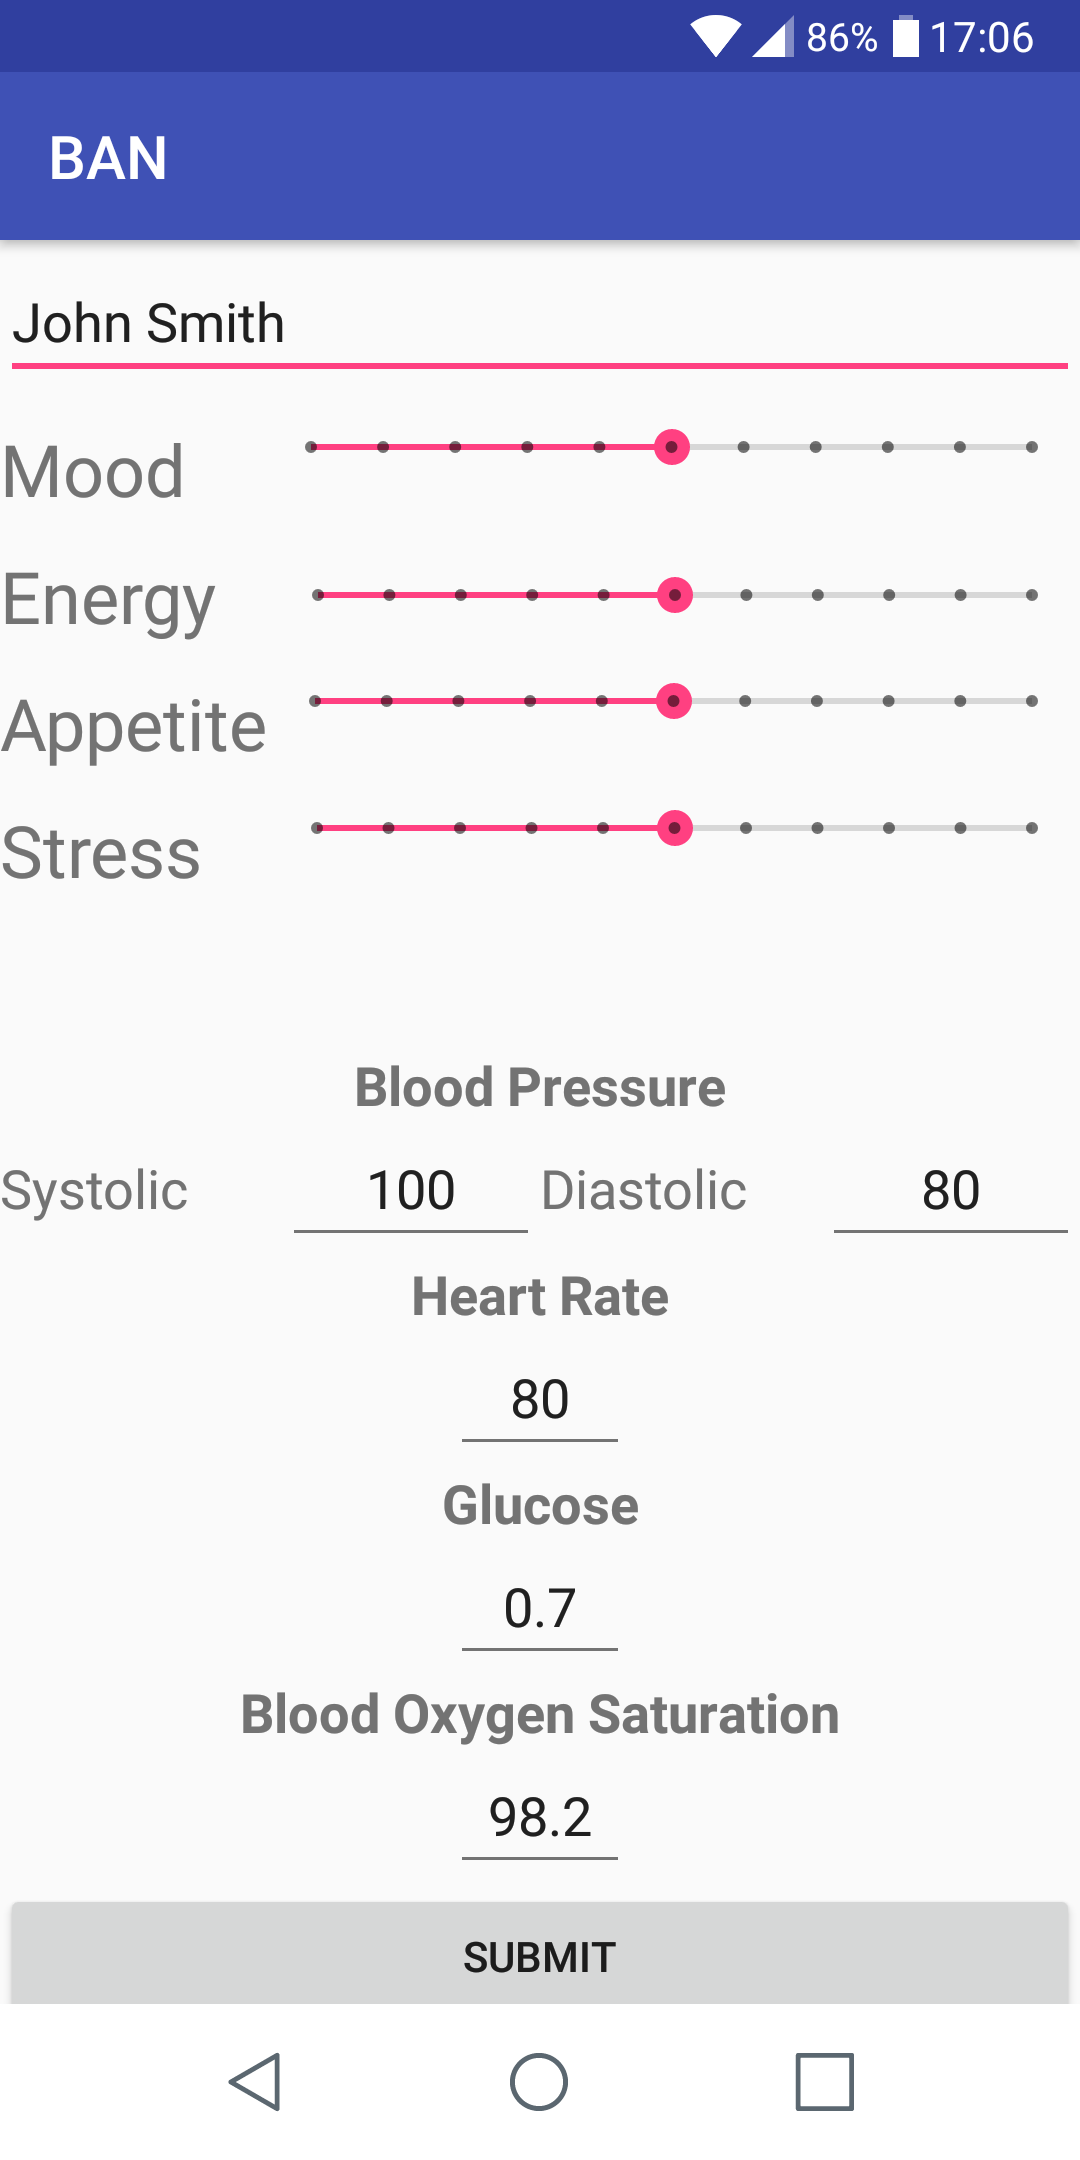 86% 17:06
BAN
John Smith
Mood
Energy
Appetite
Stress
Blood Pressure
Systolic 100 Diastolic 80
Heart Rate
80
Glucose
0.7
Blood Oxygen Saturation
98.2
SUBMIT